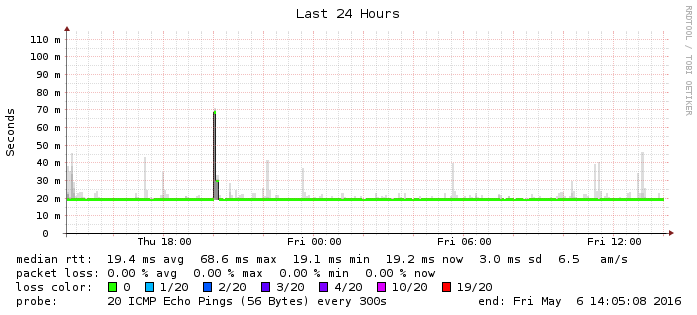 Last 24 Hours
RRDTOOL / TOBI OETIKER
Seconds
110 m
100 m
90 m
80 m
70 m
60 m
50 m
40 m
30 m
20 m
10 m
0
Thu 18:00 Fri 00:00 Fri 06:00 Fri 12:00
median rtt: 19.4 ms avg 68.6 ms max 19.1 ms min 19.2 ms now 3.0 ms sd 6.5 am/s
packet loss: 0.00 % avg 0.00 % max 0.00 % min 0.00 % now
loss color: 0 1/20 2/20 3/20 4/20 10/20 19/20
probe: 20 ICMP Echo Pings (56 Bytes) every 300s end: Fri May 6 14:05:08 2016